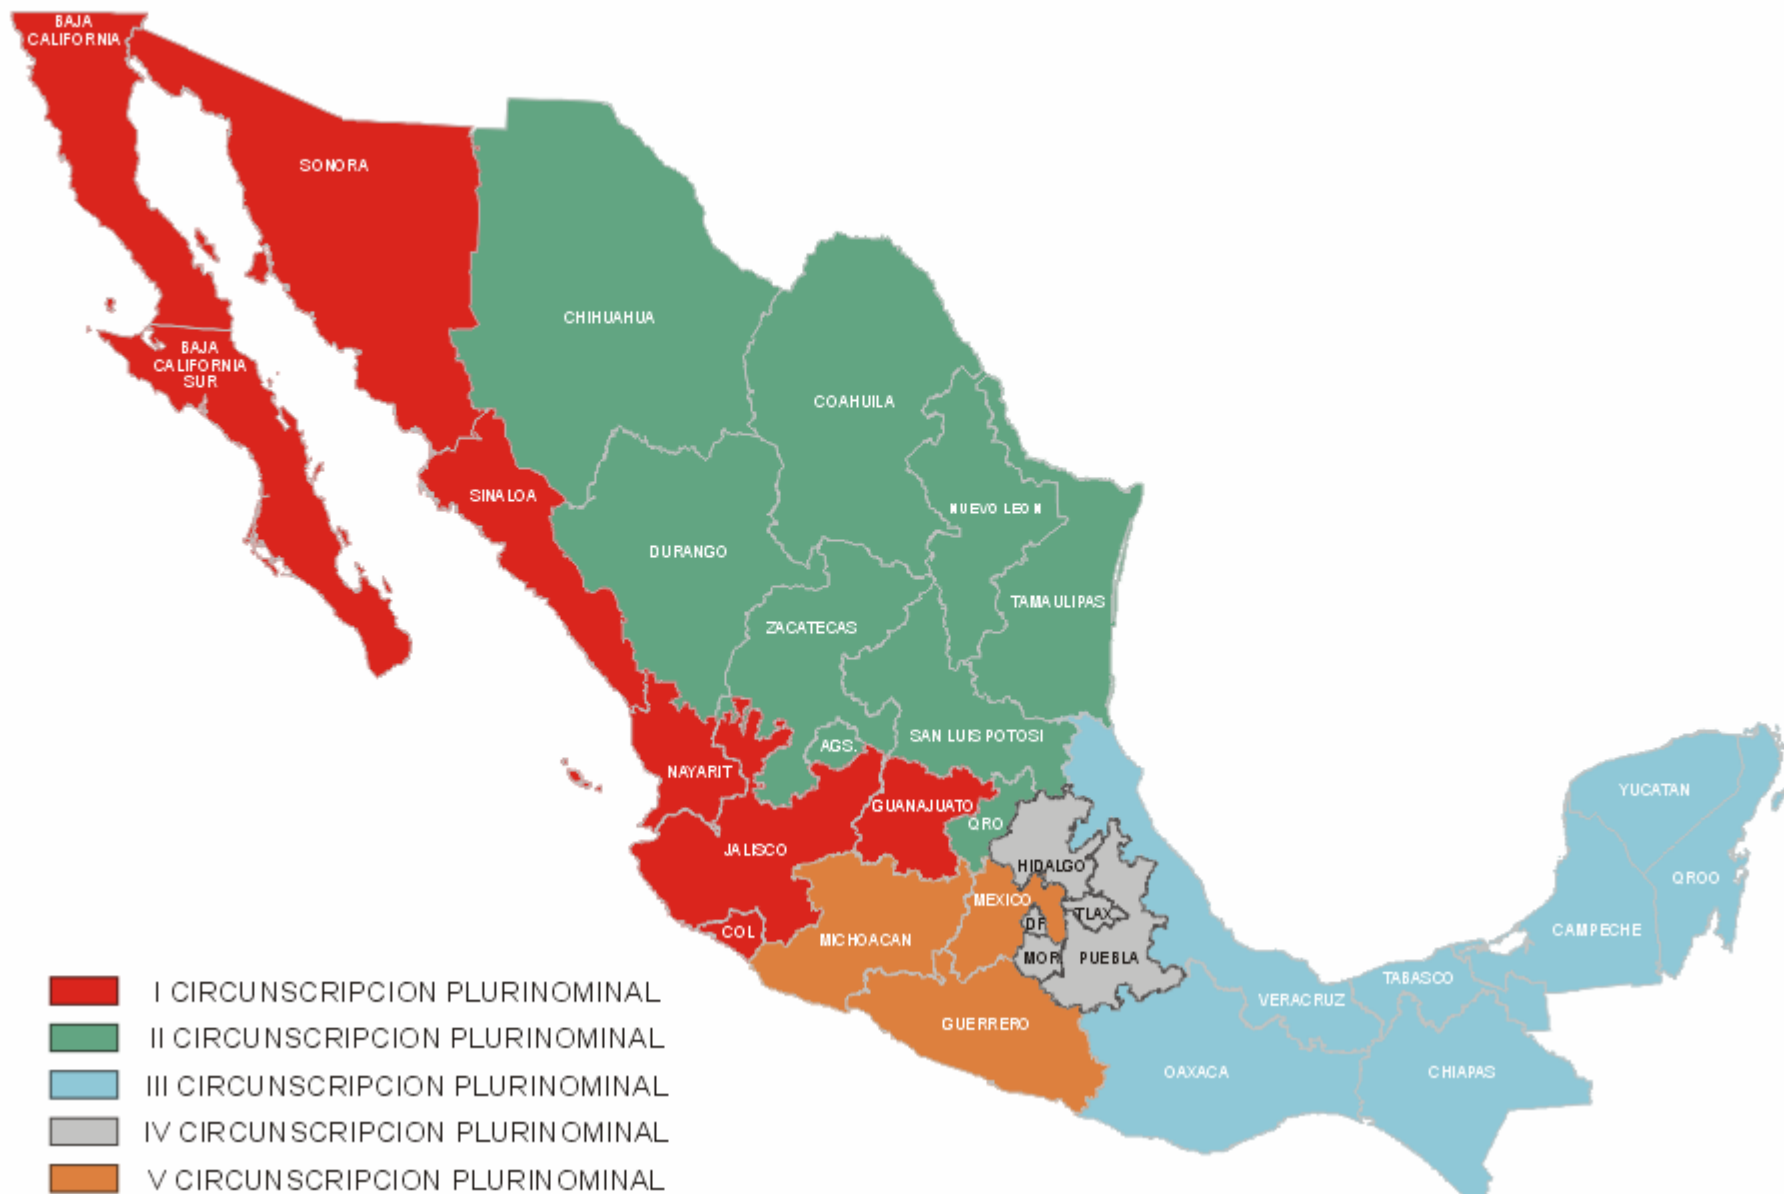 BAJA
CALIFORNIA
SONORA
CHIHUAHUA
BAJA
CALIFORNIA
SUR
COAHUILA
SINALOA
NUEVO LEON
DURANGO
TAMAULIPAS
ZACATECAS
SAN LUIS POTOSI
AGS.
NAYARIT
YUCATAN
GUANAJUATO
QRO
JALISCO
HIDALGO
QROO
MEXICO
TLAX
DF
COL
MICHOACAN
CAMPECHE
MOR
PUEBLA
TABASCO
VERACRUZ
GUERRERO
OAXACA
CHIAPAS
I CIRCUNSCRIPCION PLURINOMINAL
II CIRCUNSCRIPCION PLURINOMINAL
III CIRCUNSCRIPCION PLURINOMINAL
IV CIRCUNSCRIPCION PLURINOMINAL
V CIRCUNSCRIPCION PLURINOMINAL